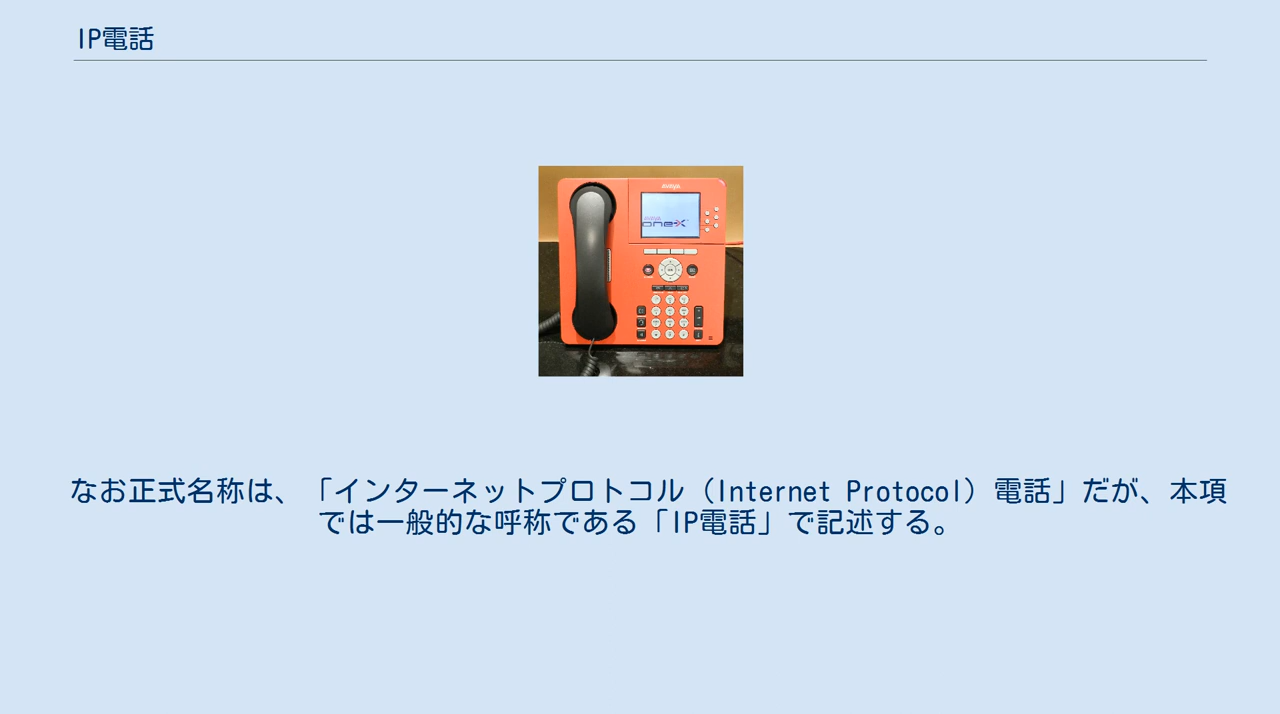 IP電話
AVAYA
AVAYA
one-X
なお正式名称は、「インターネットプロトコル（Internet Protocol）電話」だが、本項
では一般的な呼称である「IP電話」で記述する。